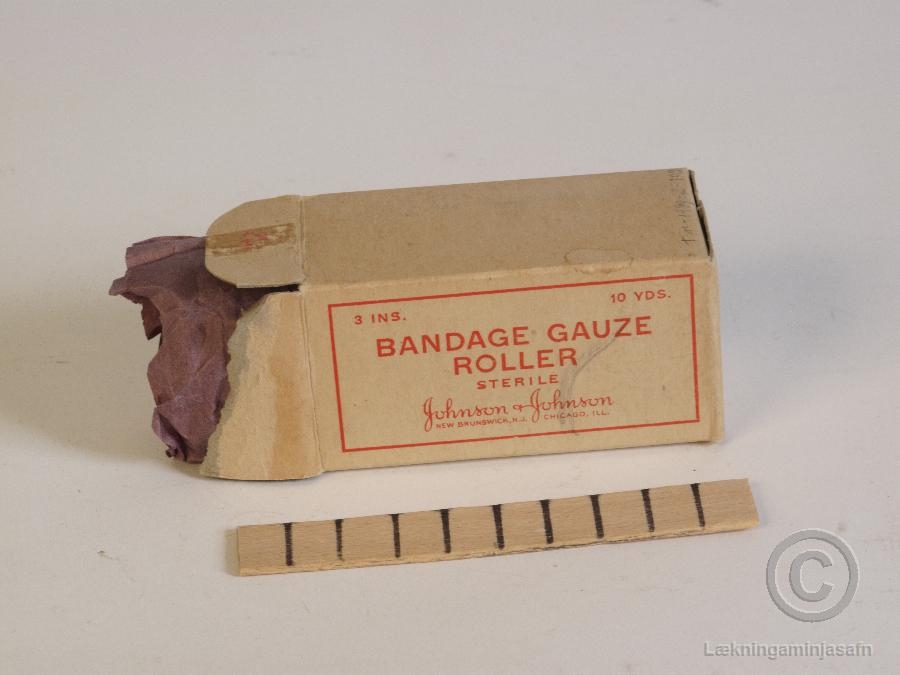 3 INS.
10 YDS.
BANDAGE GAUZE
ROLLER
STERILE
Johnson & Johnson
NEW BRUNSWICK, N.J. CHICAGO, ILL.
©
Lækningaminjasafn